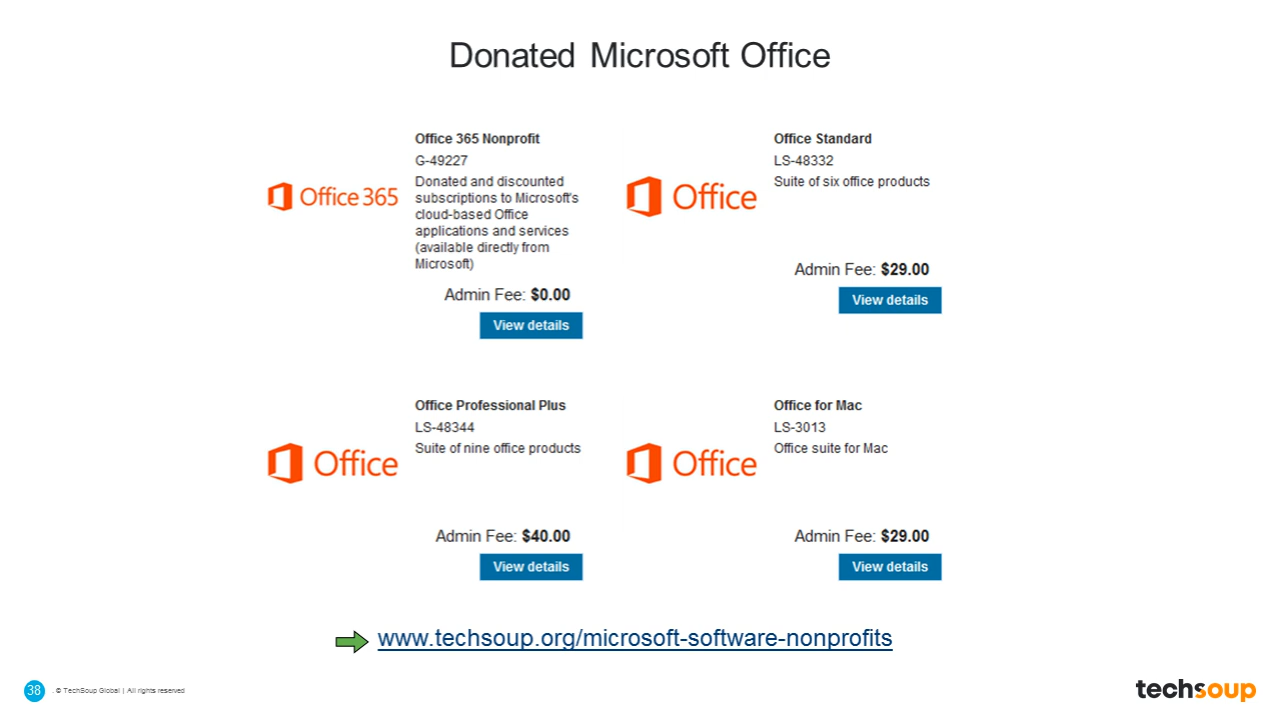 Donated Microsoft Office
Office 365 Nonprofit
G-49227
Office 365
Donated and discounted
subscriptions to Microsoft's
cloud-based Office
applications and services
(available directly from
Microsoft)
Admin Fee: $0.00
View details
Office Standard
LS-48332
Office
Suite of six office products
Admin Fee: $29.00
View details
Office Professional Plus
LS-48344
Office
Suite of nine office products
Admin Fee: $40.00
View details
Office for Mac
LS-3013
Office
Office suite for Mac
Admin Fee: $29.00
View details
www.techsoup.org/microsoft-software-nonprofits
38 . © TechSoup Global | All rights reserved
techsoup